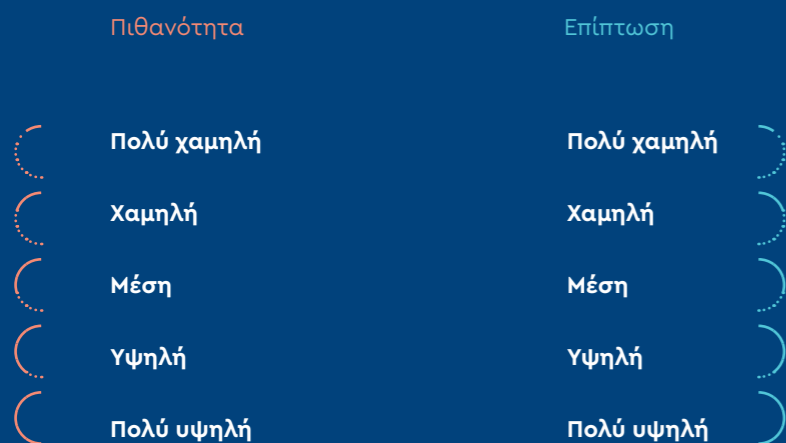 Πιθανότητα Επίπτωση
Πολύ χαμηλή Πολύ χαμηλή
Χαμηλή Χαμηλή
Μέση Μέση
Υψηλή Υψηλή
Πολύ υψηλή Πολύ υψηλή